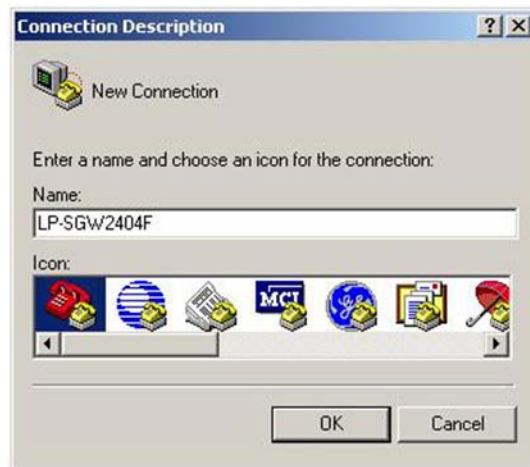 Connection Description
New Connection
Enter a name and choose an icon for the connection:
Name:
LP-SGW2404F
Icon:
MCI
OK
Cancel